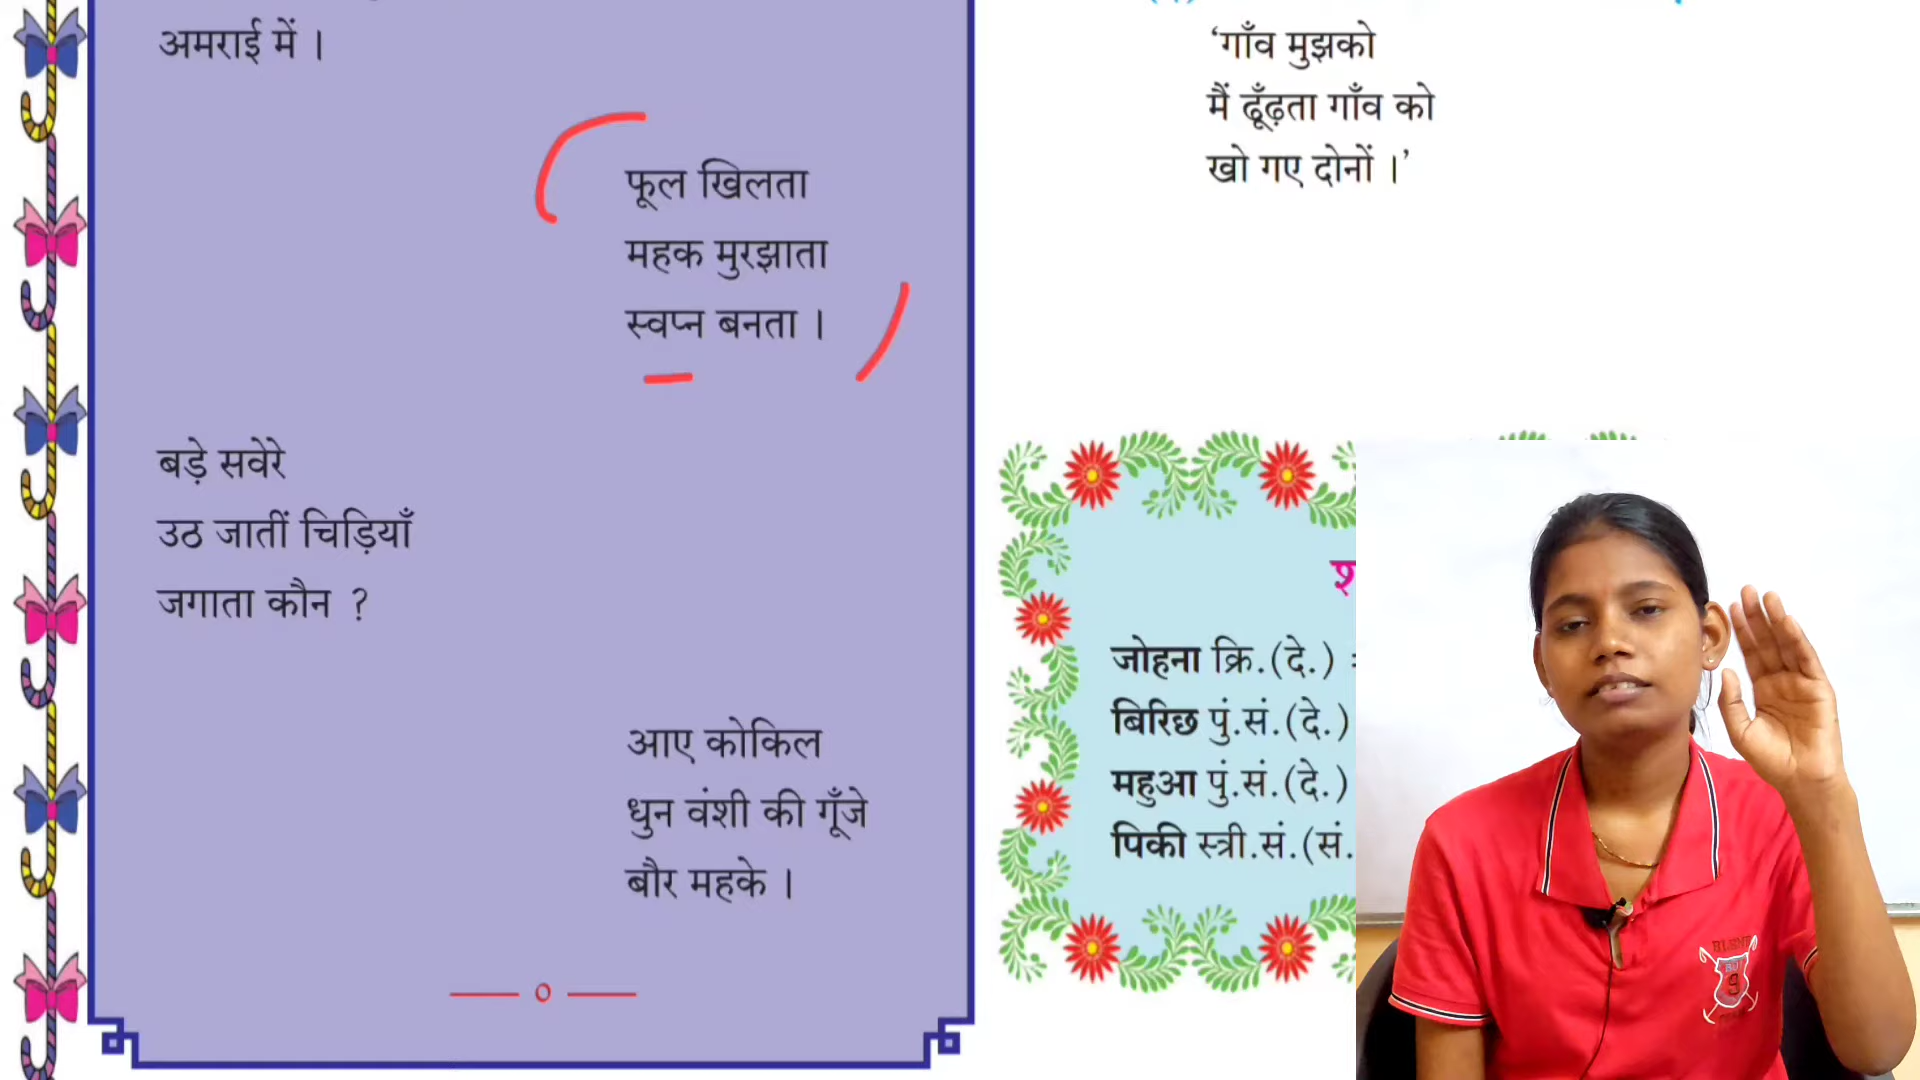 अमराई में ।
फूल खिलता
महक मुरझाता
स्वप्न बनता ।
बड़े सवेरे
उठ जातीं चिड़ियाँ
जगाता कौन ?
आए कोकिल
धुन वंशी की गूँजे
बौर महके ।
‘गाँव मुझको
मैं ढूँढ़ता गाँव को
खो गए दोनों ।’
जोहना क्रि.(दे.)
बिरिछ पुं.सं.(दे.)
महुआ पुं.सं.(दे.)
पिकी स्त्री.सं.(सं.